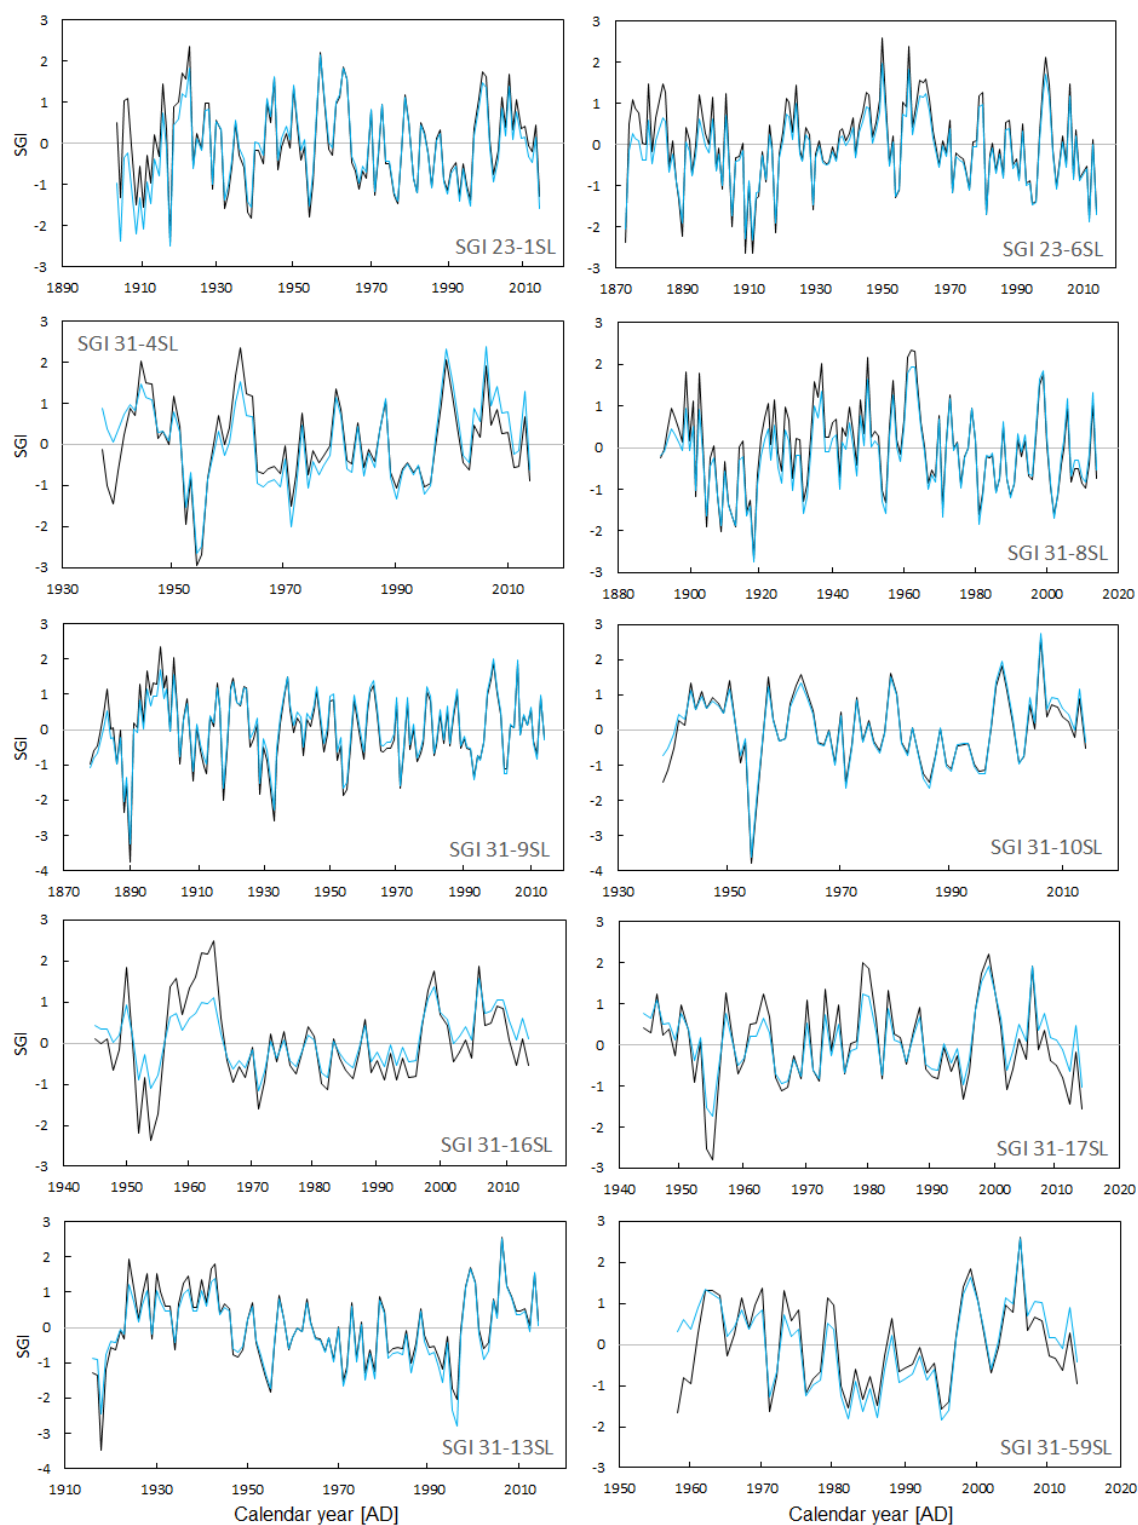 3
2
1
0
-1
-2
-3
SGI
SGI 23-1SL
1890 1910 1930 1950 1970 1990 2010
3
2
1
0
-1
-2
-3
SGI 23-6SL
1870 1890 1910 1930 1950 1970 1990 2010
3
2
1
0
-1
-2
-3
SGI
SGI 31-4SL
1930 1950 1970 1990 2010
3
2
1
0
-1
-2
-3
SGI 31-8SL
1880 1900 1920 1940 1960 1980 2000 2020
3
2
1
0
-1
-2
-3
-4
SGI
SGI 31-9SL
1870 1890 1910 1930 1950 1970 1990 2010
3
2
1
0
-1
-2
-3
-4
SGI 31-10SL
1930 1950 1970 1990 2010
3
2
1
0
-1
-2
-3
SGI
SGI 31-16SL
1940 1950 1960 1970 1980 1990 2000 2010
3
2
1
0
-1
-2
-3
SGI 31-17SL
1940 1950 1960 1970 1980 1990 2000 2010 2020
3
2
1
0
-1
-2
-3
-4
SGI
SGI 31-13SL
1910 1930 1950 1970 1990 2010
Calendar year [AD]
3
2
1
0
-1
-2
-3
SGI 31-59SL
1950 1960 1970 1980 1990 2000 2010 2020
Calendar year [AD]